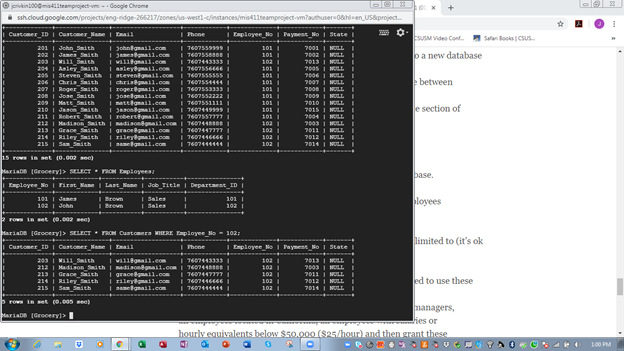 jcrivkin100@mis411teamproject-vm: ~ - Google Chrome
ssh.cloud.google.com/projects/eng-ridge-266217/zones/us-west1-c/instances/mis411teamproject-vm?authuser=0&hl=en_US&project...
| Customer_ID | Customer_Name | Email | Phone | Employee_No | Payment_No | State |
| 201 | John_Smith | john@gmail.com | 7607559999 | 101 | 7001 | NULL |
| 202 | James_Smith | james@gmail.com | 7607558888 | 101 | 7002 | NULL |
| 203 | Will_Smith | will@gmail.com | 7607443333 | 102 | 7013 | NULL |
| 204 | Asley_Smith | asley@gmail.com | 7607556666 | 101 | 7005 | NULL |
| 205 | Steven_Smith | steven@gmail.com | 7607555555 | 101 | 7006 | NULL |
| 206 | Chris_Smith | chris@gmail.com | 7607554444 | 101 | 7007 | NULL |
| 207 | Roger_Smith | roger@gmail.com | 7607553333 | 101 | 7008 | NULL |
| 208 | Jose_Smith | jose@gmail.com | 7607552222 | 101 | 7009 | NULL |
| 209 | Matt_Smith | matt@gmail.com | 7607551111 | 101 | 7010 | NULL |
| 210 | Jason_Smith | jason@gmail.com | 7607449999 | 101 | 7015 | NULL |
| 211 | Robert_Smith | robert@gmail.com | 7607557777 | 101 | 7004 | NULL |
| 212 | Madison_Smith | madison@gmail.com | 7607448888 | 102 | 7003 | NULL |
| 213 | Grace_Smith | grace@gmail.com | 7607447777 | 102 | 7011 | NULL |
| 214 | Riley_Smith | riley@gmail.com | 7607446666 | 102 | 7012 | NULL |
| 215 | Sam_Smith | same@gmail.com | 7607444444 | 102 | 7014 | NULL |
15 rows in set (0.002 sec)
MariaDB [Grocery]> SELECT * FROM Employees;
| Employee_No | First_Name | Last_Name | Job_Title | Department_ID |
| 101 | James | Brown | Sales | 101 |
| 102 | John | Brown | Sales | 102 |
2 rows in set (0.002 sec)
MariaDB [Grocery]> SELECT * FROM Customers WHERE Employee_No = 102;
| Customer_ID | Customer_Name | Email | Phone | Employee_No | Payment_No | State |
| 203 | Will_Smith | will@gmail.com | 7607443333 | 102 | 7013 | NULL |
| 212 | Madison_Smith | madison@gmail.com | 7607448888 | 102 | 7003 | NULL |
| 213 | Grace_Smith | grace@gmail.com | 7607447777 | 102 | 7011 | NULL |
| 214 | Riley_Smith | riley@gmail.com | 7607446666 | 102 | 7012 | NULL |
| 215 | Sam_Smith | same@gmail.com | 7607444444 | 102 | 7014 | NULL |
5 rows in set (0.005 sec)
MariaDB [Grocery]>
CSUSM Video Conf... Safari Books | CSUS...
o a new database
e between
e section of
base.
loyees
limited to (it's ok
ed to use these
managers,
hourly equivalents below $50,000 ($25/hour) and then grant these
1:00 PM